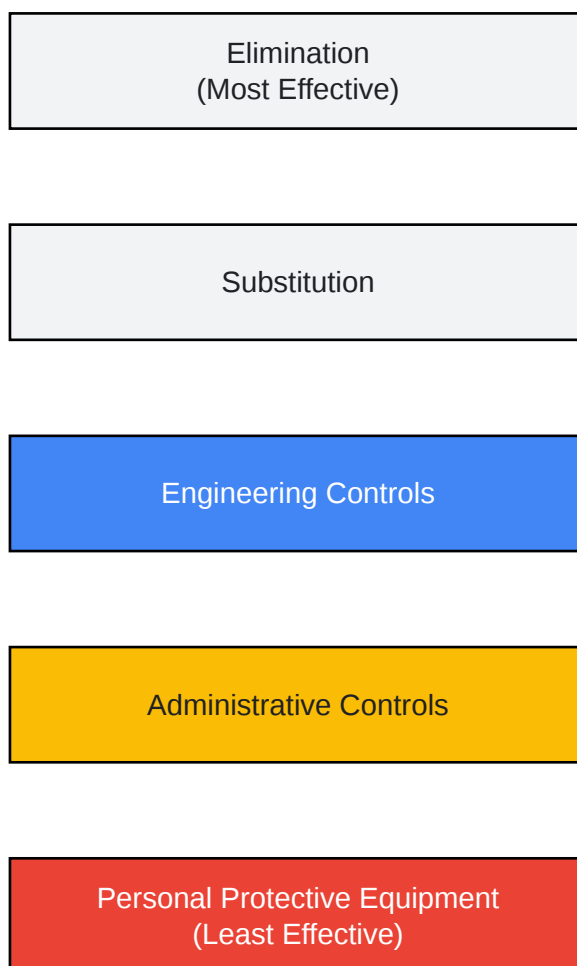 Elimination
(Most Effective)
Substitution
Engineering Controls
Administrative Controls
Personal Protective Equipment
(Least Effective)